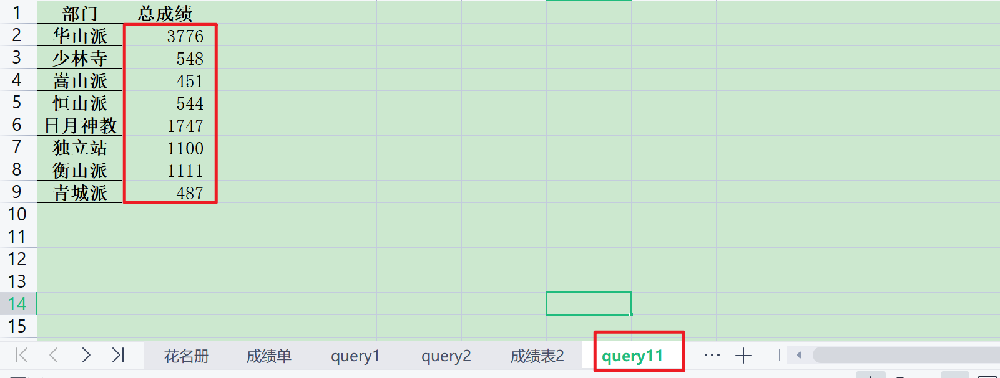 1 部门 总成绩
2 华山派 3776
3 少林寺 548
4 嵩山派 451
5 恒山派 544
6 日月神教 1747
7 独立站 1100
8 衡山派 1111
9 青城派 487
10
11
12
13
14
15
花名册 成绩单 query1 query2 成绩表2 query11 ···